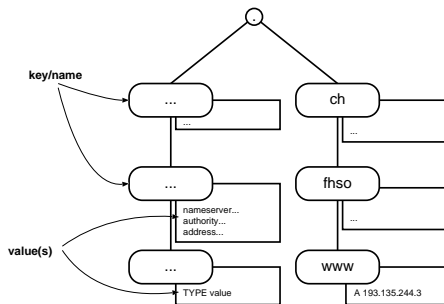 .
key/name
...
ch
...
...
...
fhso
nameserver...
authority...
address...
...
value(s)
...
www
TYPE value
A 193.135.244.3